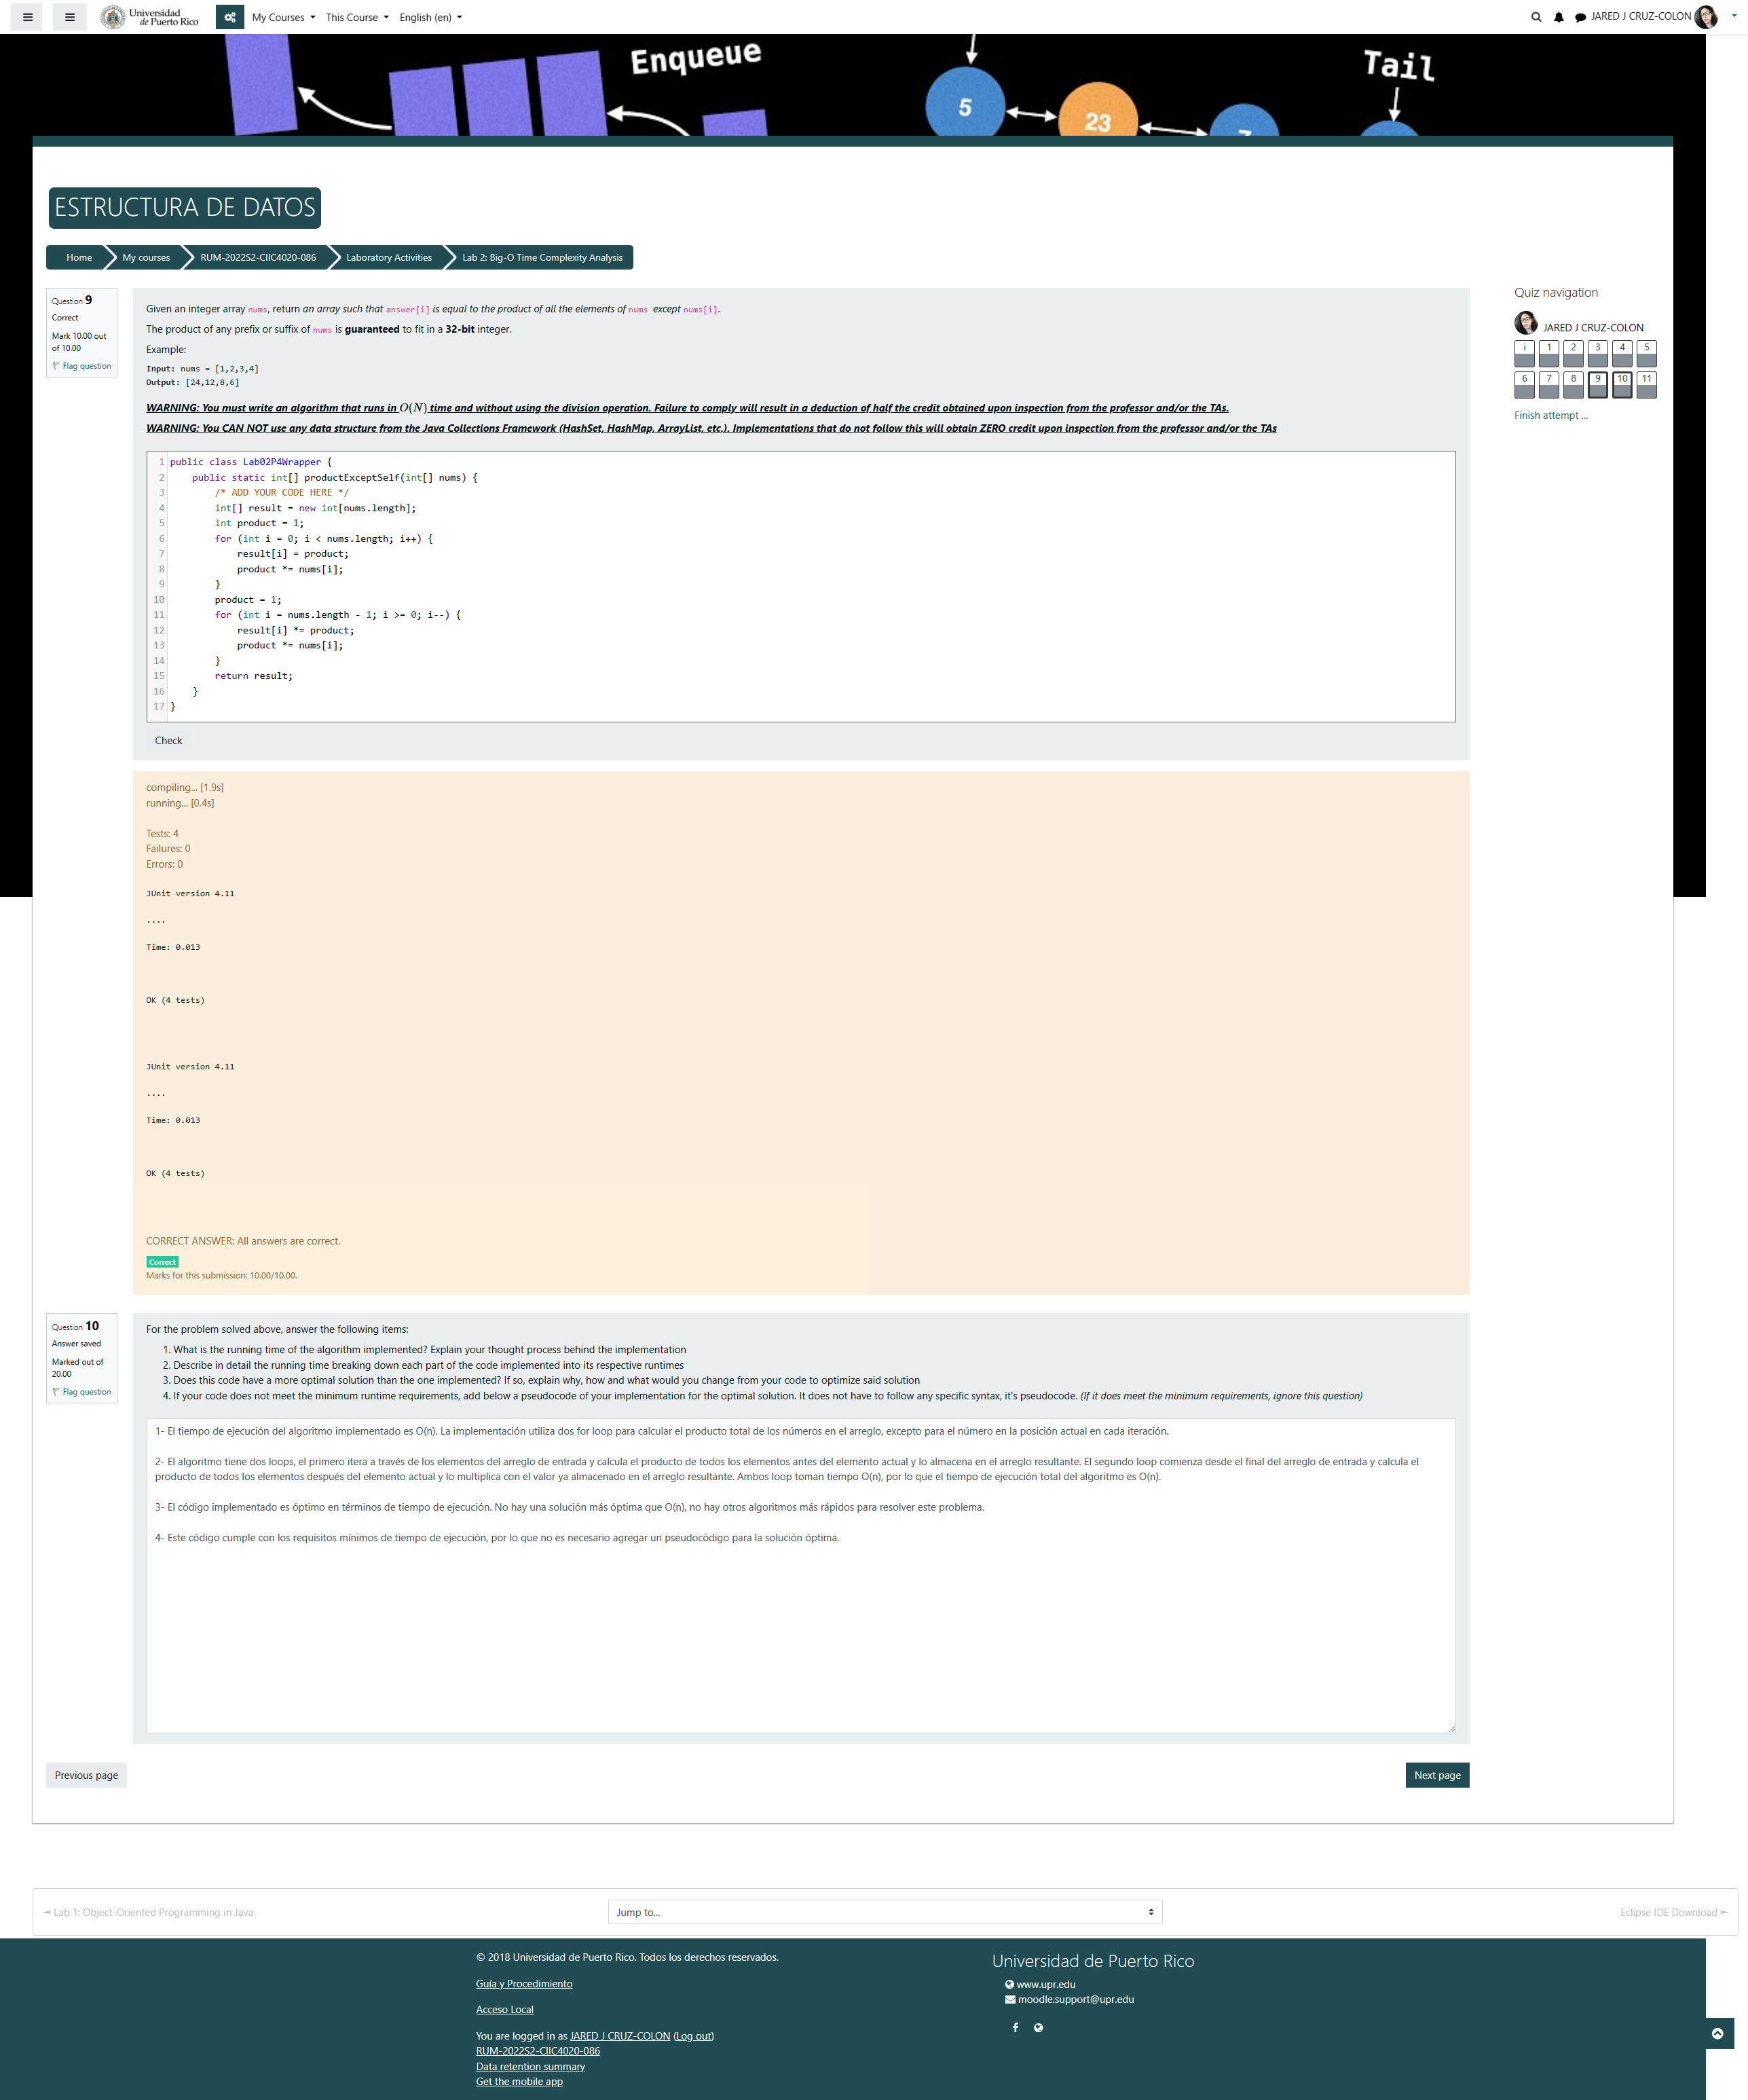 Universidad
de Puerto Rico
My Courses
This Course
English (en)
JARED J CRUZ-COLON
Enqueue
Tail
5
23
ESTRUCTURA DE DATOS
Home
My courses
RUM-2022S2-CIIC4020-086
Laboratory Activities
Lab 2: Big-O Time Complexity Analysis
Question 9
Correct
Mark 10.00 out
of 10.00
Flag question
Given an integer array nums, return an array such that answer[i] is equal to the product of all the elements of nums except nums[i].
The product of any prefix or suffix of nums is guaranteed to fit in a 32-bit integer.
Example:
Input: nums = [1,2,3,4]
Output: [24,12,8,6]
WARNING: You must write an algorithm that runs in O(N) time and without using the division operation. Failure to comply will result in a deduction of half the credit obtained upon inspection from the professor and/or the TAs.
WARNING: You CAN NOT use any data structure from the Java Collections Framework (HashSet, HashMap, ArrayList, etc.). Implementations that do not follow this will obtain ZERO credit upon inspection from the professor and/or the TAs
1 public class Lab02P4Wrapper {
2 public static int[] productExceptSelf(int[] nums) {
3 /* ADD YOUR CODE HERE */
4 int[] result = new int[nums.length];
5 int product = 1;
6 for (int i = 0; i < nums.length; i++) {
7 result[i] = product;
8 product *= nums[i];
9 }
10 product = 1;
11 for (int i = nums.length - 1; i >= 0; i--) {
12 result[i] *= product;
13 product *= nums[i];
14 }
15 return result;
16 }
17 }
Check
compiling... [1.9s]
running... [0.4s]
Tests: 4
Failures: 0
Errors: 0
JUnit version 4.11
....
Time: 0.013
OK (4 tests)
JUnit version 4.11
....
Time: 0.013
OK (4 tests)
CORRECT ANSWER: All answers are correct.
Correct
Marks for this submission: 10.00/10.00.
Quiz navigation
JARED J CRUZ-COLON
i 1 2 3 4 5
6 7 8 9 10 11
Finish attempt ...
Question 10
Answer saved
Marked out of
20.00
Flag question
For the problem solved above, answer the following items:
1. What is the running time of the algorithm implemented? Explain your thought process behind the implementation
2. Describe in detail the running time breaking down each part of the code implemented into its respective runtimes
3. Does this code have a more optimal solution than the one implemented? If so, explain why, how and what would you change from your code to optimize said solution
4. If your code does not meet the minimum runtime requirements, add below a pseudocode of your implementation for the optimal solution. It does not have to follow any specific syntax, it's pseudocode. (If it does meet the minimum requirements, ignore this question)
1- El tiempo de ejecución del algoritmo implementado es O(n). La implementación utiliza dos for loop para calcular el producto total de los números en el arreglo, excepto para el número en la posición actual en cada iteración.
2- El algoritmo tiene dos loops, el primero itera a través de los elementos del arreglo de entrada y calcula el producto de todos los elementos antes del elemento actual y lo almacena en el arreglo resultante. El segundo loop comienza desde el final del arreglo de entrada y calcula el
producto de todos los elementos después del elemento actual y lo multiplica con el valor ya almacenado en el arreglo resultante. Ambos loop toman tiempo O(n), por lo que el tiempo de ejecución total del algoritmo es O(n).
3- El código implementado es óptimo en términos de tiempo de ejecución. No hay una solución más óptima que O(n), no hay otros algoritmos más rápidos para resolver este problema.
4- Este código cumple con los requisitos mínimos de tiempo de ejecución, por lo que no es necesario agregar un pseudocódigo para la solución óptima.
Previous page
Next page
◄ Lab 1: Object-Oriented Programming in Java
Jump to...
Eclipse IDE Download ►
© 2018 Universidad de Puerto Rico. Todos los derechos reservados.
Guía y Procedimiento
Acceso Local
You are logged in as JARED J CRUZ-COLON (Log out)
RUM-2022S2-CIIC4020-086
Data retention summary
Get the mobile app
Universidad de Puerto Rico
www.upr.edu
moodle.support@upr.edu